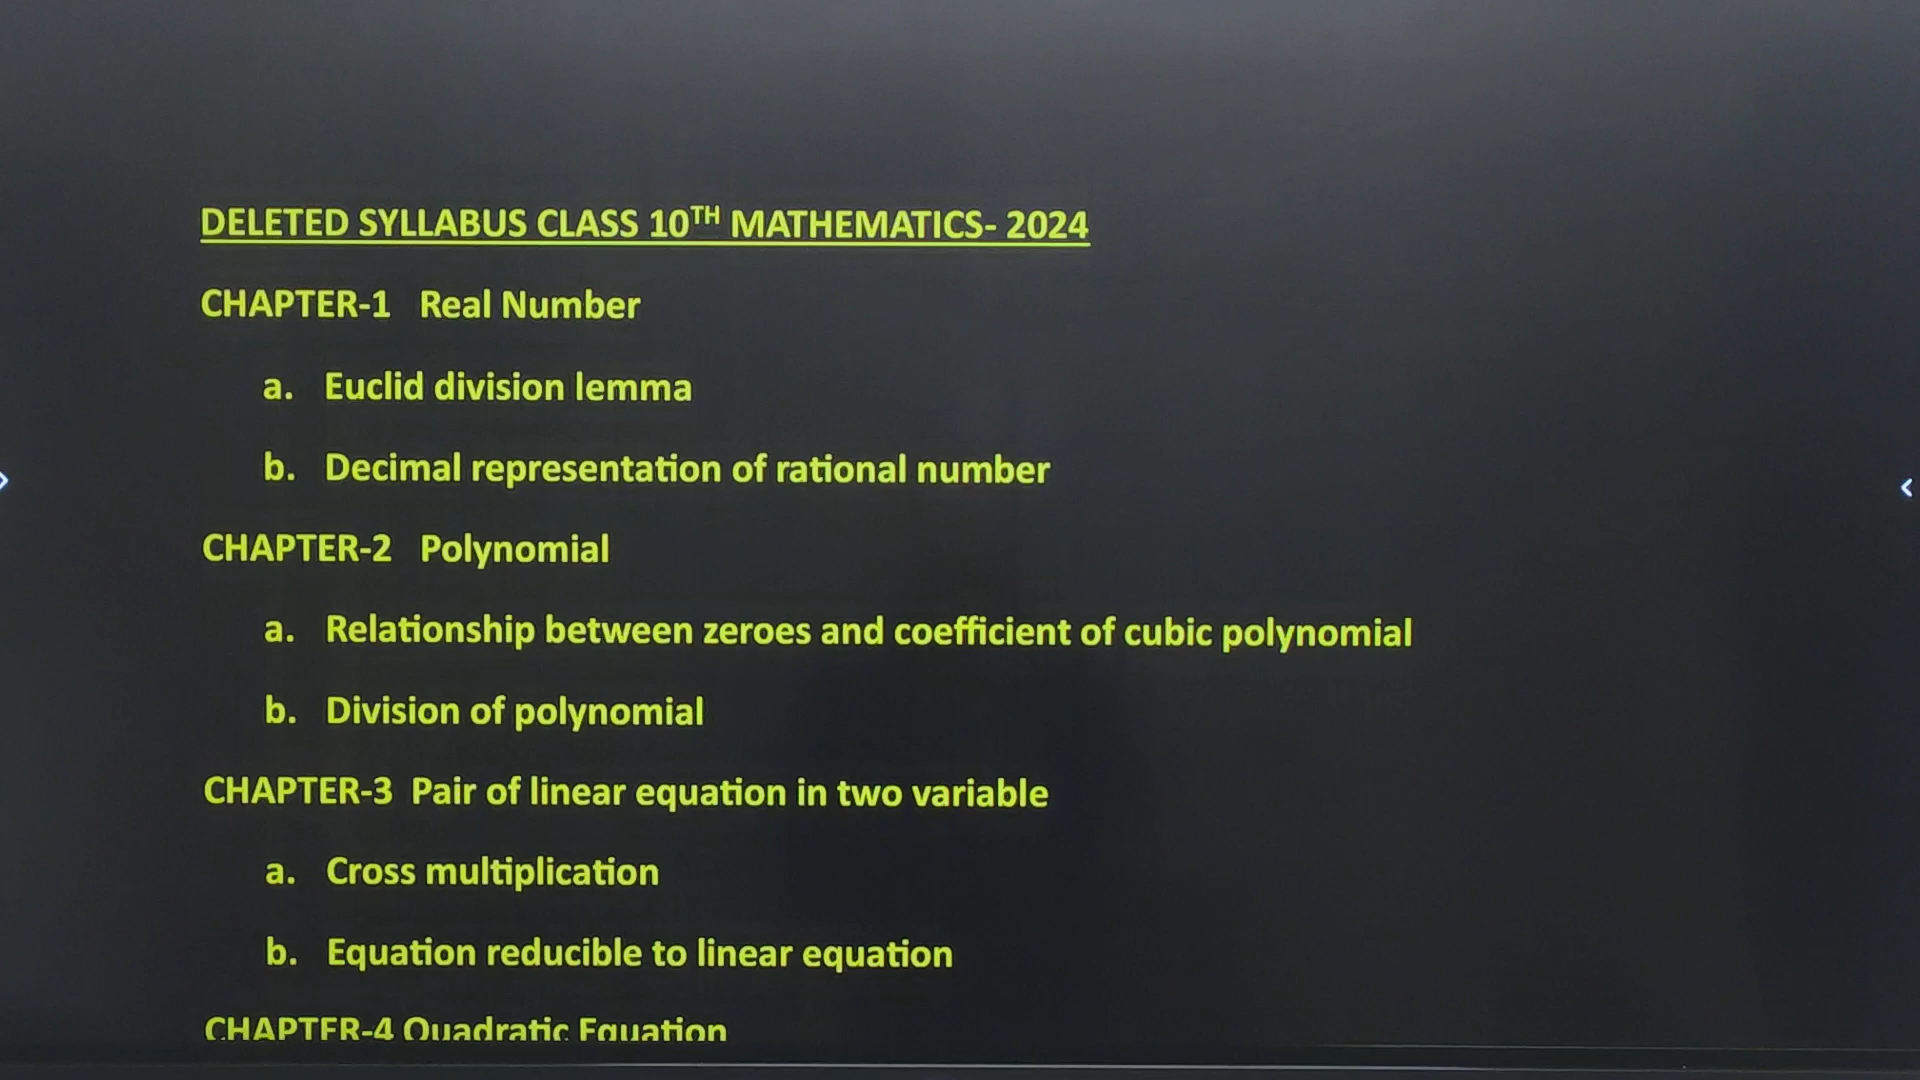 DELETED SYLLABUS CLASS 10TH MATHEMATICS- 2024
CHAPTER-1 Real Number
a. Euclid division lemma
b. Decimal representation of rational number
CHAPTER-2 Polynomial
a. Relationship between zeroes and coefficient of cubic polynomial
b. Division of polynomial
CHAPTER-3 Pair of linear equation in two variable
a. Cross multiplication
b. Equation reducible to linear equation
CHAPTER-4 Quadratic Equation